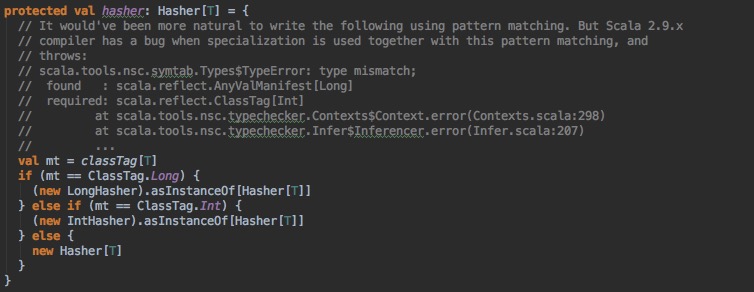 protected val hasher: Hasher[T] = {
  // It would've been more natural to write the following using pattern matching. But Scala 2.9.x
  // compiler has a bug when specialization is used together with this pattern matching, and
  // throws:
  // scala.tools.nsc.symtab.Types$TypeError: type mismatch;
  //  found   : scala.reflect.AnyValManifest[Long]
  //  required: scala.reflect.ClassTag[Int]
  //         at scala.tools.nsc.typechecker.Contexts$Context.error(Contexts.scala:298)
  //         at scala.tools.nsc.typechecker.Infer$Inferencer.error(Infer.scala:207)
  //         ...
  val mt = classTag[T]
  if (mt == ClassTag.Long) {
    (new LongHasher).asInstanceOf[Hasher[T]]
  } else if (mt == ClassTag.Int) {
    (new IntHasher).asInstanceOf[Hasher[T]]
  } else {
    new Hasher[T]
  }
}